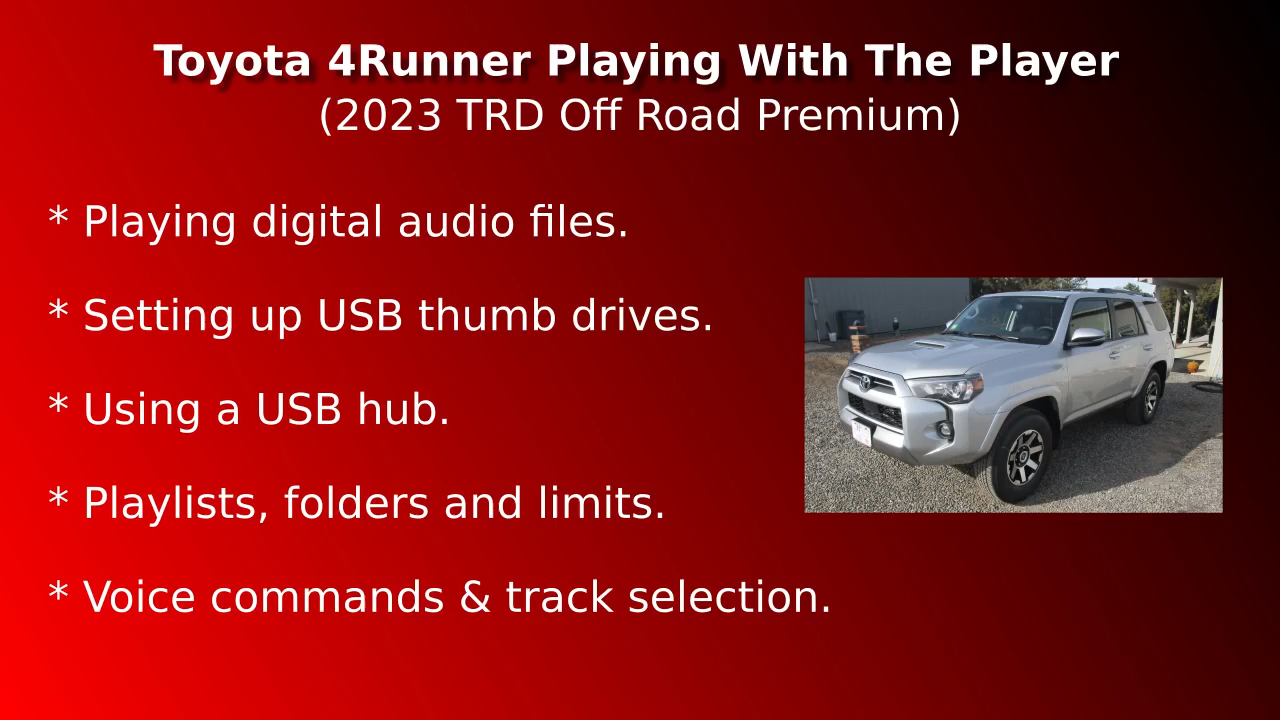 Toyota 4Runner Playing With The Player
(2023 TRD Off Road Premium)
* Playing digital audio files.
* Setting up USB thumb drives.
* Using a USB hub.
* Playlists, folders and limits.
* Voice commands & track selection.